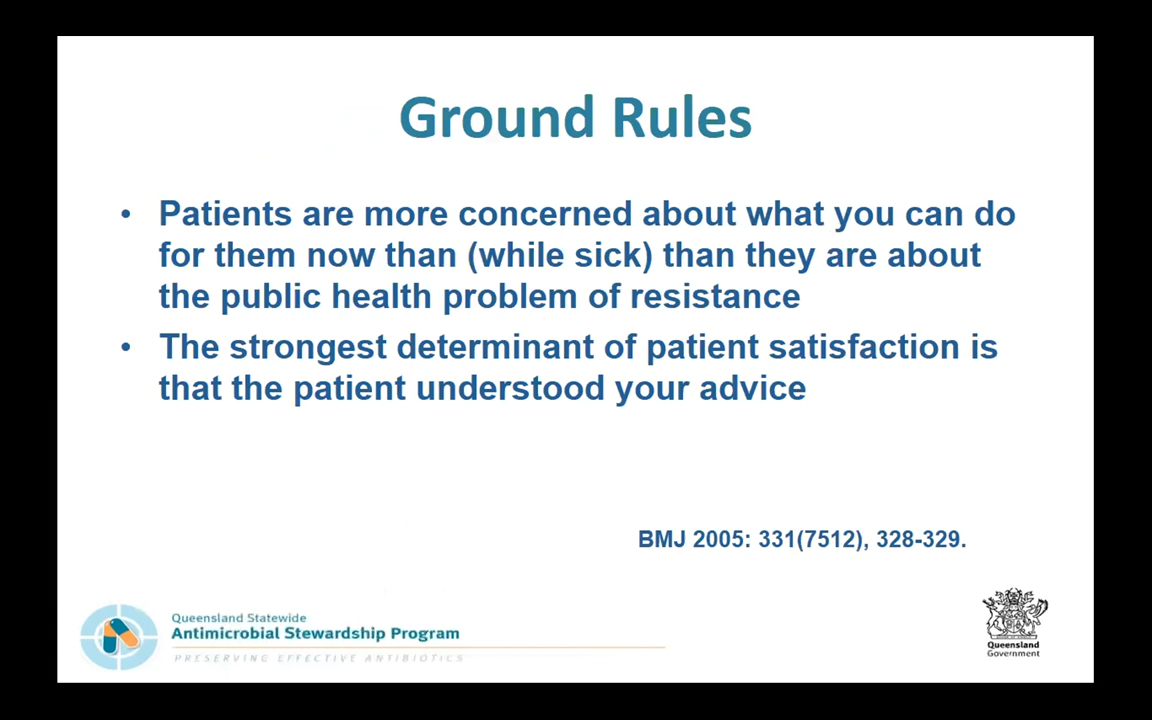 Ground Rules
• Patients are more concerned about what you can do
for them now than (while sick) than they are about
the public health problem of resistance
• The strongest determinant of patient satisfaction is
that the patient understood your advice
BMJ 2005: 331(7512), 328-329.
Queensland Statewide
Antimicrobial Stewardship Program
PRESERVING EFFECTIVE ANTIBIOTICS
Queensland
Government